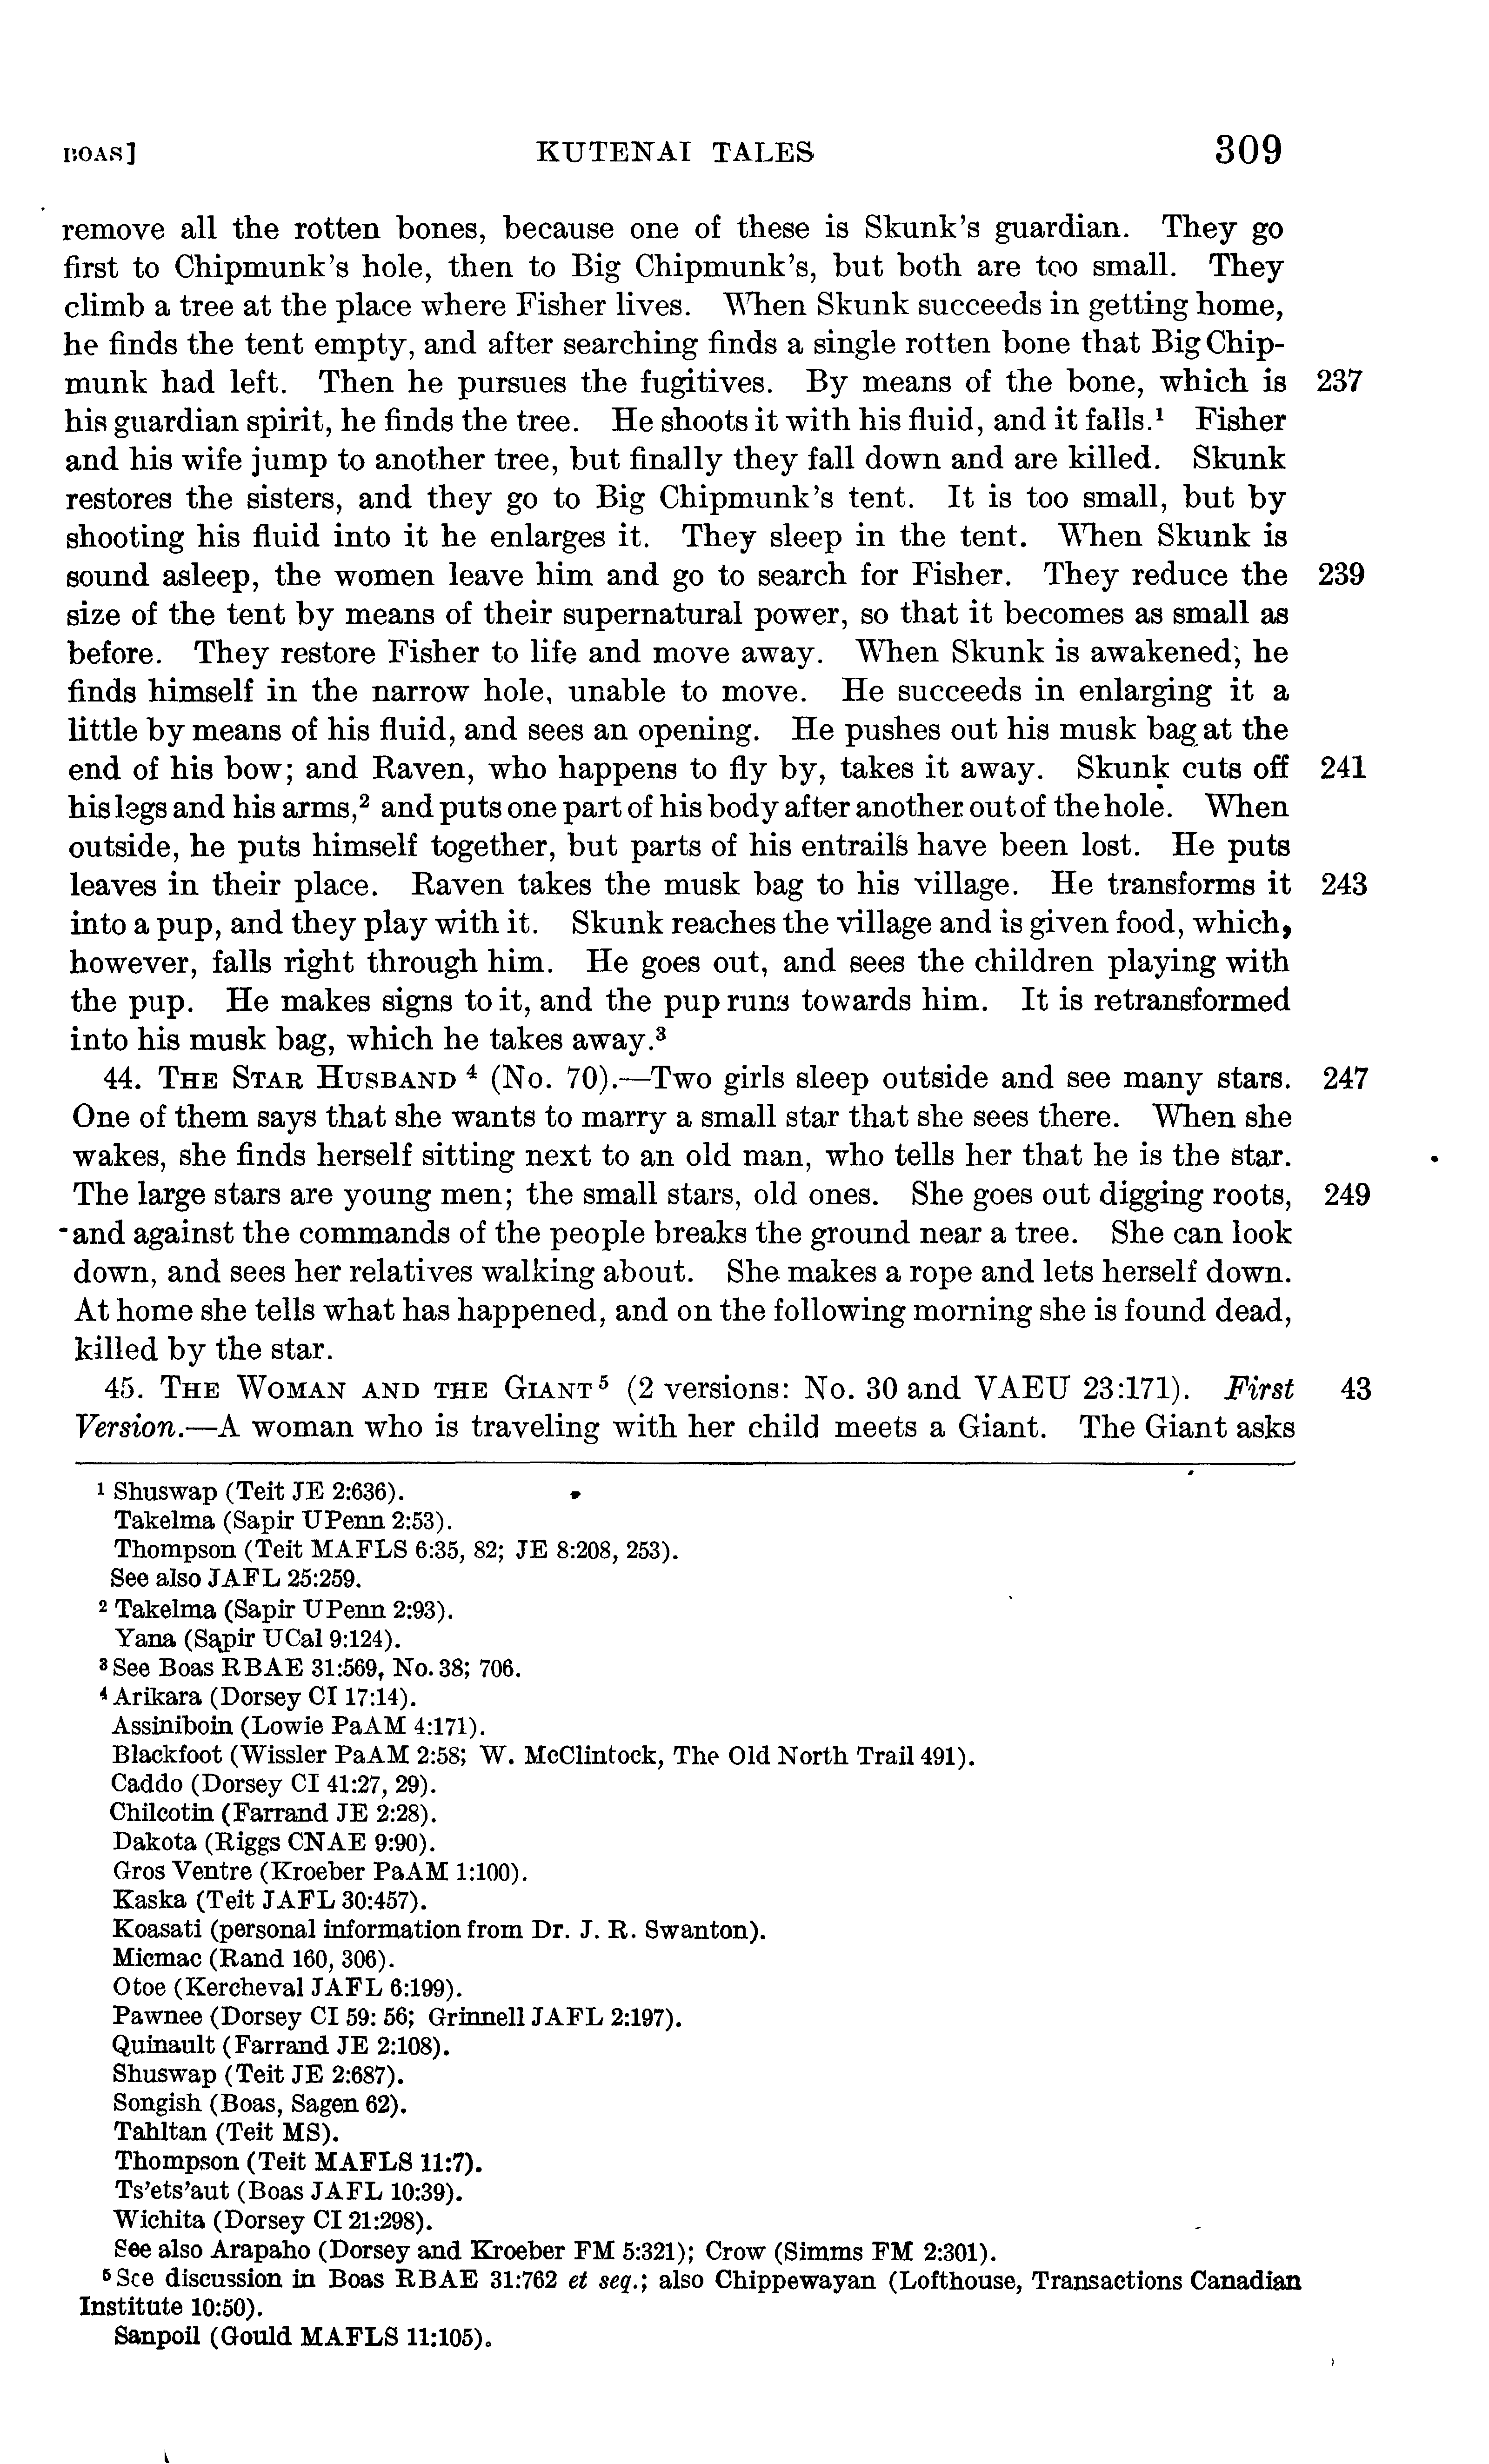 BOAS] KUTENAI TALES 309
remove all the rotten bones, because one of these is Skunk's guardian. They go
first to Chipmunk's hole, then to Big Chipmunk's, but both are too small. They
climb a tree at the place where Fisher lives. When Skunk succeeds in getting home,
he finds the tent empty, and after searching finds a single rotten bone that Big Chip-
munk had left. Then he pursues the fugitives. By means of the bone, which is 237
his guardian spirit, he finds the tree. He shoots it with his fluid, and it falls.¹ Fisher
and his wife jump to another tree, but finally they fall down and are killed. Skunk
restores the sisters, and they go to Big Chipmunk's tent. It is too small, but by
shooting his fluid into it he enlarges it. They sleep in the tent. When Skunk is
sound asleep, the women leave him and go to search for Fisher. They reduce the 239
size of the tent by means of their supernatural power, so that it becomes as small as
before. They restore Fisher to life and move away. When Skunk is awakened; he
finds himself in the narrow hole, unable to move. He succeeds in enlarging it a
little by means of his fluid, and sees an opening. He pushes out his musk bag at the
end of his bow; and Raven, who happens to fly by, takes it away. Skunk cuts off 241
his legs and his arms,² and puts one part of his body after another out of the hole. When
outside, he puts himself together, but parts of his entrails have been lost. He puts
leaves in their place. Raven takes the musk bag to his village. He transforms it 243
into a pup, and they play with it. Skunk reaches the village and is given food, which,
however, falls right through him. He goes out, and sees the children playing with
the pup. He makes signs to it, and the pup runs towards him. It is retransformed
into his musk bag, which he takes away.³
44. THE STAR HUSBAND ⁴ (No. 70).—Two girls sleep outside and see many stars. 247
One of them says that she wants to marry a small star that she sees there. When she
wakes, she finds herself sitting next to an old man, who tells her that he is the star.
The large stars are young men; the small stars, old ones. She goes out digging roots, 249
and against the commands of the people breaks the ground near a tree. She can look
down, and sees her relatives walking about. She makes a rope and lets herself down.
At home she tells what has happened, and on the following morning she is found dead,
killed by the star.
45. THE WOMAN AND THE GIANT ⁵ (2 versions: No. 30 and VAEU 23:171). First 43
Version.—A woman who is traveling with her child meets a Giant. The Giant asks
¹ Shuswap (Teit JE 2:636).
Takelma (Sapir UPenn 2:53).
Thompson (Teit MAFLS 6:35, 82; JE 8:208, 253).
See also JAFL 25:259.
² Takelma (Sapir UPenn 2:93).
Yana (Sapir UCal 9:124).
³ See Boas RBAE 31:569, No. 38; 706.
⁴ Arikara (Dorsey CI 17:14).
Assiniboin (Lowie PaAM 4:171).
Blackfoot (Wissler PaAM 2:58; W. McClintock, The Old North Trail 491).
Caddo (Dorsey CI 41:27, 29).
Chilcotin (Farrand JE 2:28).
Dakota (Riggs CNAE 9:90).
Gros Ventre (Kroeber PaAM 1:100).
Kaska (Teit JAFL 30:457).
Koasati (personal information from Dr. J. R. Swanton).
Micmac (Rand 160, 306).
Otoe (Kercheval JAFL 6:199).
Pawnee (Dorsey CI 59: 56; Grinnell JAFL 2:197).
Quinault (Farrand JE 2:108).
Shuswap (Teit JE 2:687).
Songish (Boas, Sagen 62).
Tahltan (Teit MS).
Thompson (Teit MAFLS 11:7).
Ts'ets'aut (Boas JAFL 10:39).
Wichita (Dorsey CI 21:298).
See also Arapaho (Dorsey and Kroeber FM 5:321); Crow (Simms FM 2:301).
⁵ See discussion in Boas RBAE 31:762 et seq.; also Chippewayan (Lofthouse, Transactions Canadian
Institute 10:50).
Sanpoil (Gould MAFLS 11:105).